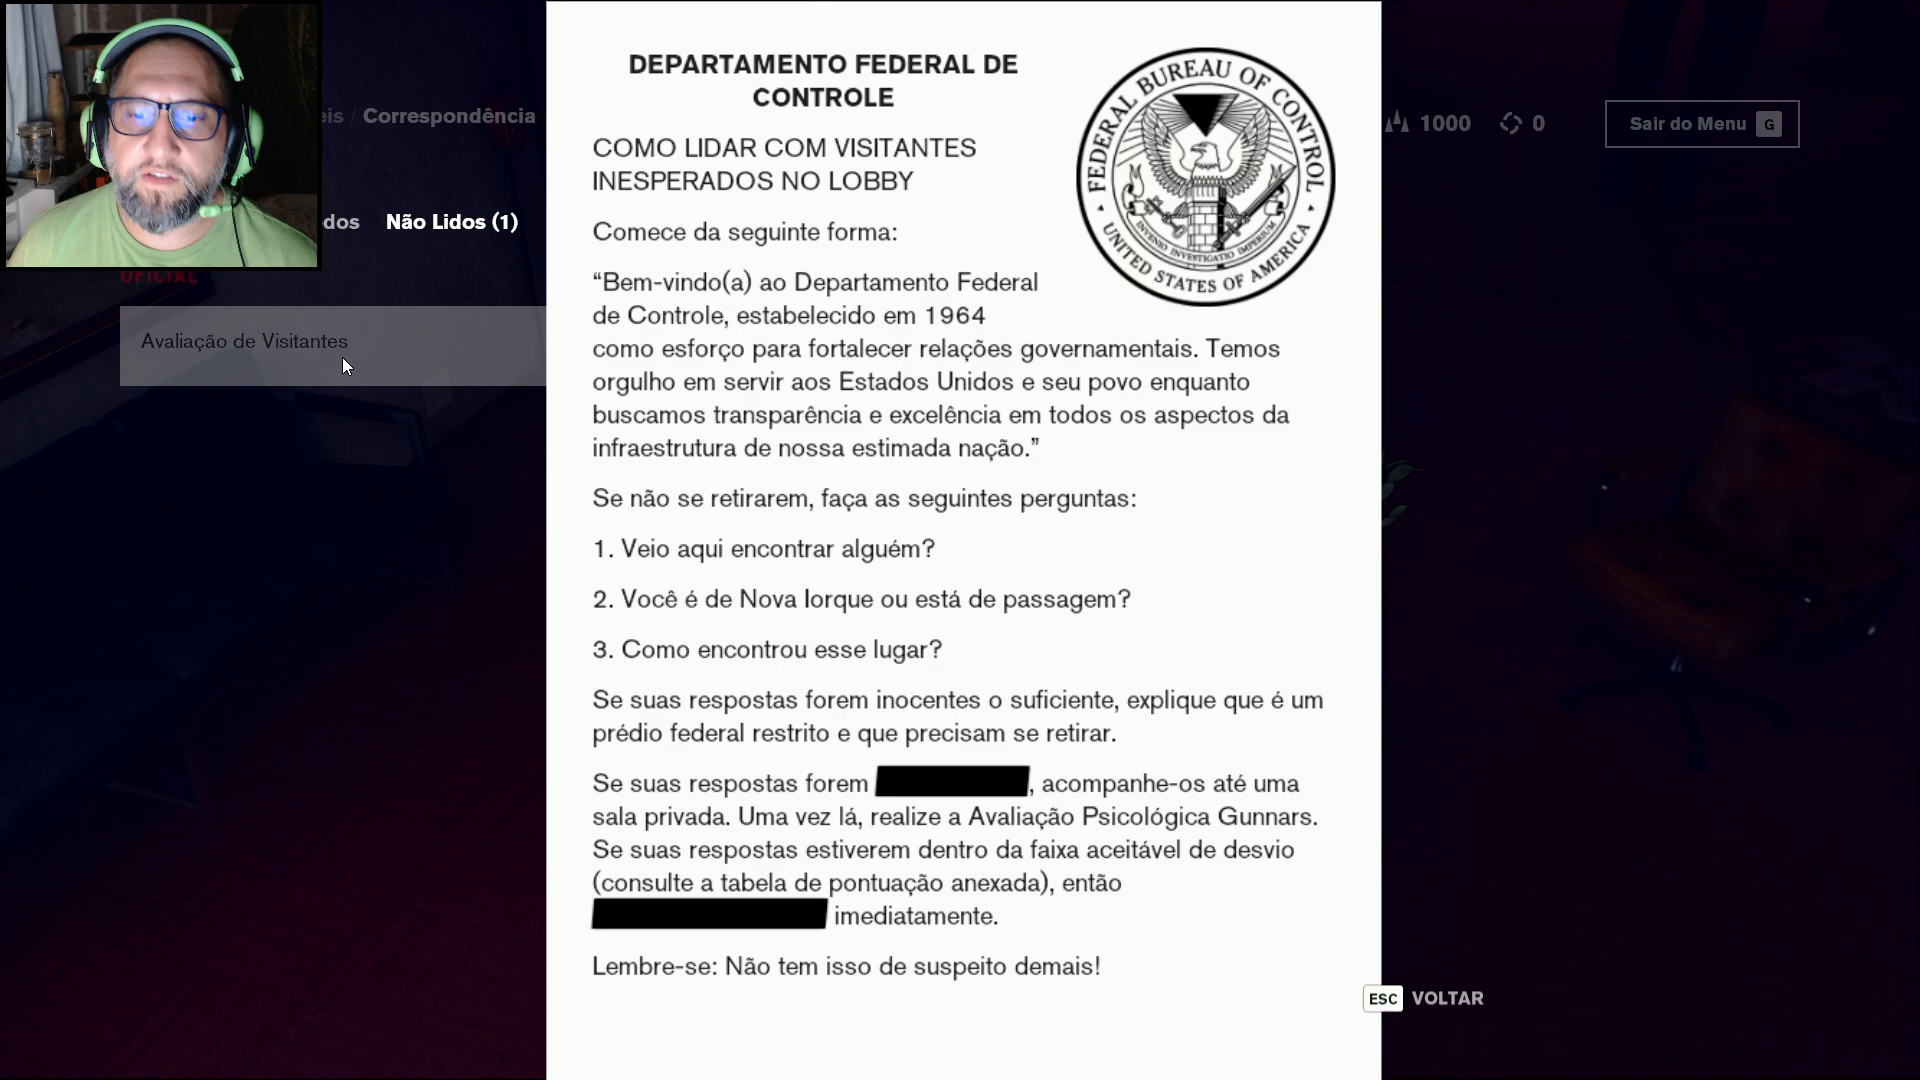 eis / Correspondência
1000
0
Sair do Menu G
dos
Não Lidos (1)
OFICIAL
Avaliação de Visitantes
DEPARTAMENTO FEDERAL DE
CONTROLE
FEDERAL BUREAU OF CONTROL
INVENIO INVESTIGATIO IMPERIUM
UNITED STATES OF AMERICA
COMO LIDAR COM VISITANTES
INESPERADOS NO LOBBY
Comece da seguinte forma:
“Bem-vindo(a) ao Departamento Federal
de Controle, estabelecido em 1964
como esforço para fortalecer relações governamentais. Temos
orgulho em servir aos Estados Unidos e seu povo enquanto
buscamos transparência e excelência em todos os aspectos da
infraestrutura de nossa estimada nação.”
Se não se retirarem, faça as seguintes perguntas:
1. Veio aqui encontrar alguém?
2. Você é de Nova Iorque ou está de passagem?
3. Como encontrou esse lugar?
Se suas respostas forem inocentes o suficiente, explique que é um
prédio federal restrito e que precisam se retirar.
Se suas respostas forem , acompanhe-os até uma
sala privada. Uma vez lá, realize a Avaliação Psicológica Gunnars.
Se suas respostas estiverem dentro da faixa aceitável de desvio
(consulte a tabela de pontuação anexada), então
imediatamente.
Lembre-se: Não tem isso de suspeito demais!
ESC VOLTAR